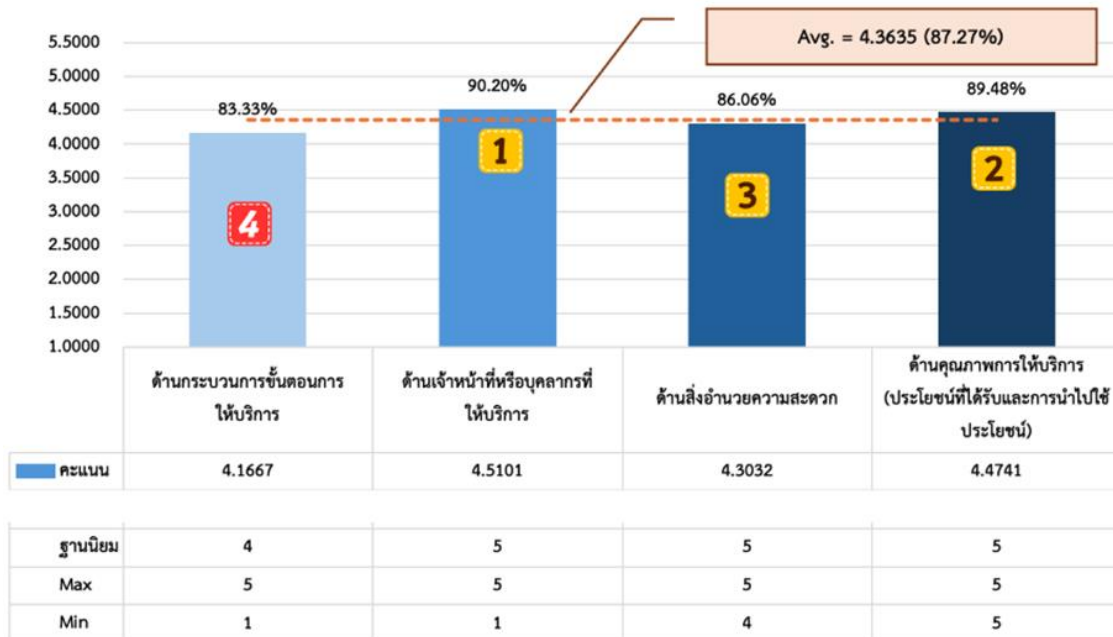 Avg. = 4.3635 (87.27%)
5.5000
5.0000
4.5000
4.0000
3.5000
3.0000
2.5000
2.0000
1.5000
1.0000
83.33%
90.20%
86.06%
89.48%
4
1
3
2
ด้านกระบวนการขั้นตอนการ
ให้บริการ
ด้านเจ้าหน้าที่หรือบุคลากรที่
ให้บริการ
ด้านสิ่งอำนวยความสะดวก
ด้านคุณภาพการให้บริการ
(ประโยชน์ที่ได้รับและการนำไปใช้
ประโยชน์)
คะแนน 4.1667 4.5101 4.3032 4.4741
ฐานนิยม 4 5 5 5
Max 5 5 5 5
Min 1 1 4 5